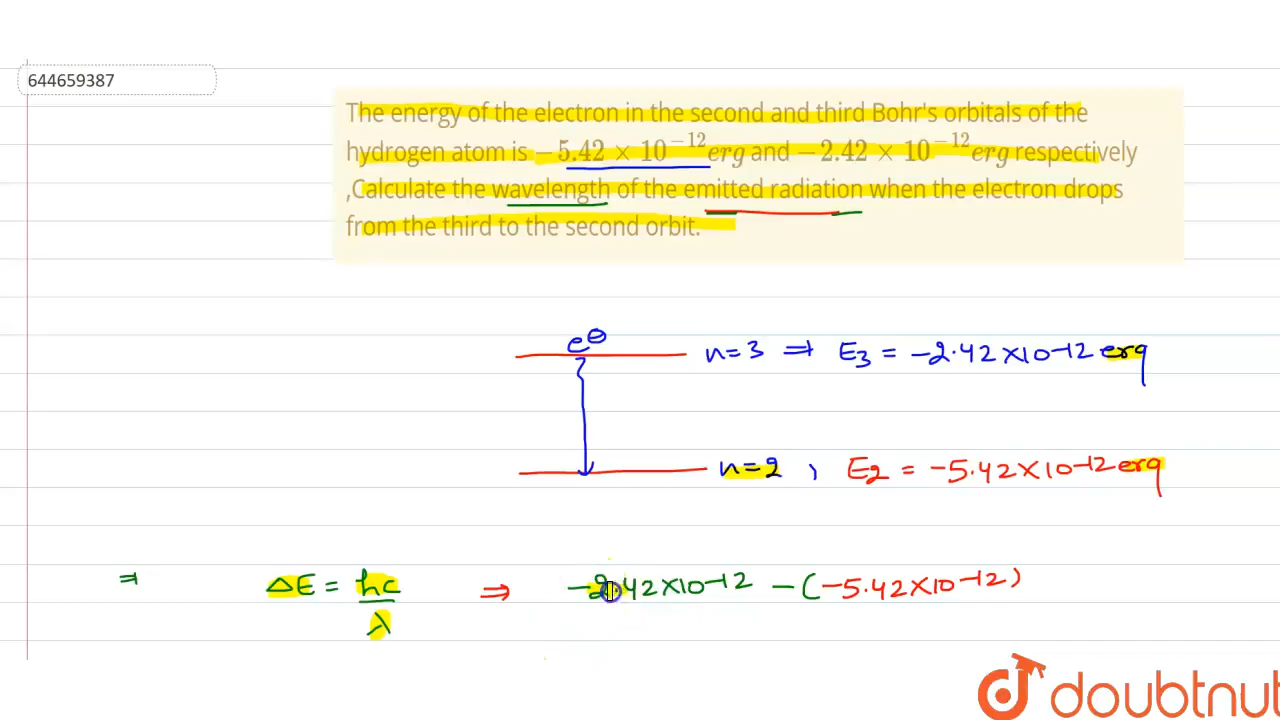 644659387
The energy of the electron in the second and third Bohr's orbitals of the
hydrogen atom is −5.42 × 10^−12 erg and −2.42 × 10^−12 erg respectively
,Calculate the wavelength of the emitted radiation when the electron drops
from the third to the second orbit.
e⊖ n=3 ⇒ E3 = -2.42×10-12 erg
n=2 , E2 = -5.42×10-12 erg
⇒ ΔE = hc/λ ⇒ -2.42×10-12 - (-5.42×10-12)
doubtnut